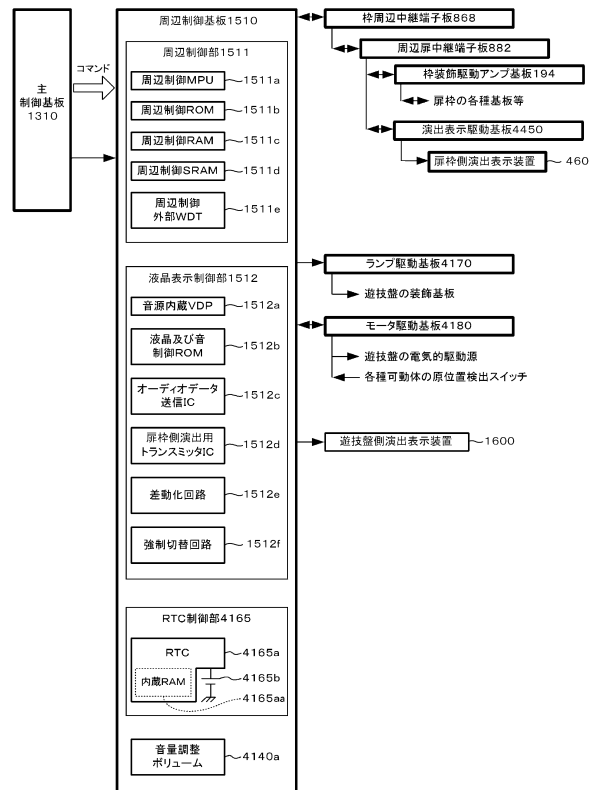 主
制御基板
1310
コマンド
周辺制御基板1510
周辺制御部1511
周辺制御MPU
1511a
周辺制御ROM
1511b
周辺制御RAM
1511c
周辺制御SRAM
1511d
周辺制御
外部WDT
1511e
液晶表示制御部1512
音源内蔵VDP
1512a
液晶及び音
制御ROM
1512b
オーディオデータ
送信IC
1512c
扉枠側演出用
トランスミッタIC
1512d
差動化回路
1512e
強制切替回路
1512f
RTC制御部4165
RTC
4165a
内蔵RAM
4165b
4165aa
音量調整
ボリューム
4140a
枠周辺中継端子板868
周辺扉中継端子板882
枠装飾駆動アンプ基板194
扉枠の各種基板等
演出表示駆動基板4450
扉枠側演出表示装置
460
ランプ駆動基板4170
遊技盤の装飾基板
モータ駆動基板4180
遊技盤の電気的駆動源
各種可動体の原位置検出スイッチ
遊技盤側演出表示装置
1600